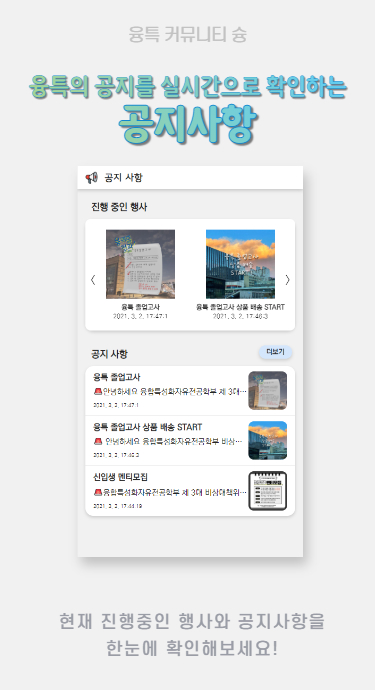 융특 커뮤니티 슝
융특의 공지를 실시간으로 확인하는
공지사항
공지 사항
진행 중인 행사
융특 졸업고사
2021. 3. 2. 17:47:1
융특 졸업고사 상품 배송 START
2021. 3. 2. 17:46:3
공지 사항
더보기
융특 졸업고사
🚨안녕하세요 융합특성화자유전공학부 제 3대…
2021. 3. 2. 17:47:1
융특 졸업고사 상품 배송 START
🚨 안녕하세요 융합특성화자유전공학부 비상…
2021. 3. 2. 17:46:3
신입생 멘티모집
🚨융합특성화자유전공학부 제 3대 비상대책위…
2021. 3. 2. 17:44:19
현재 진행중인 행사와 공지사항을
한눈에 확인해보세요!